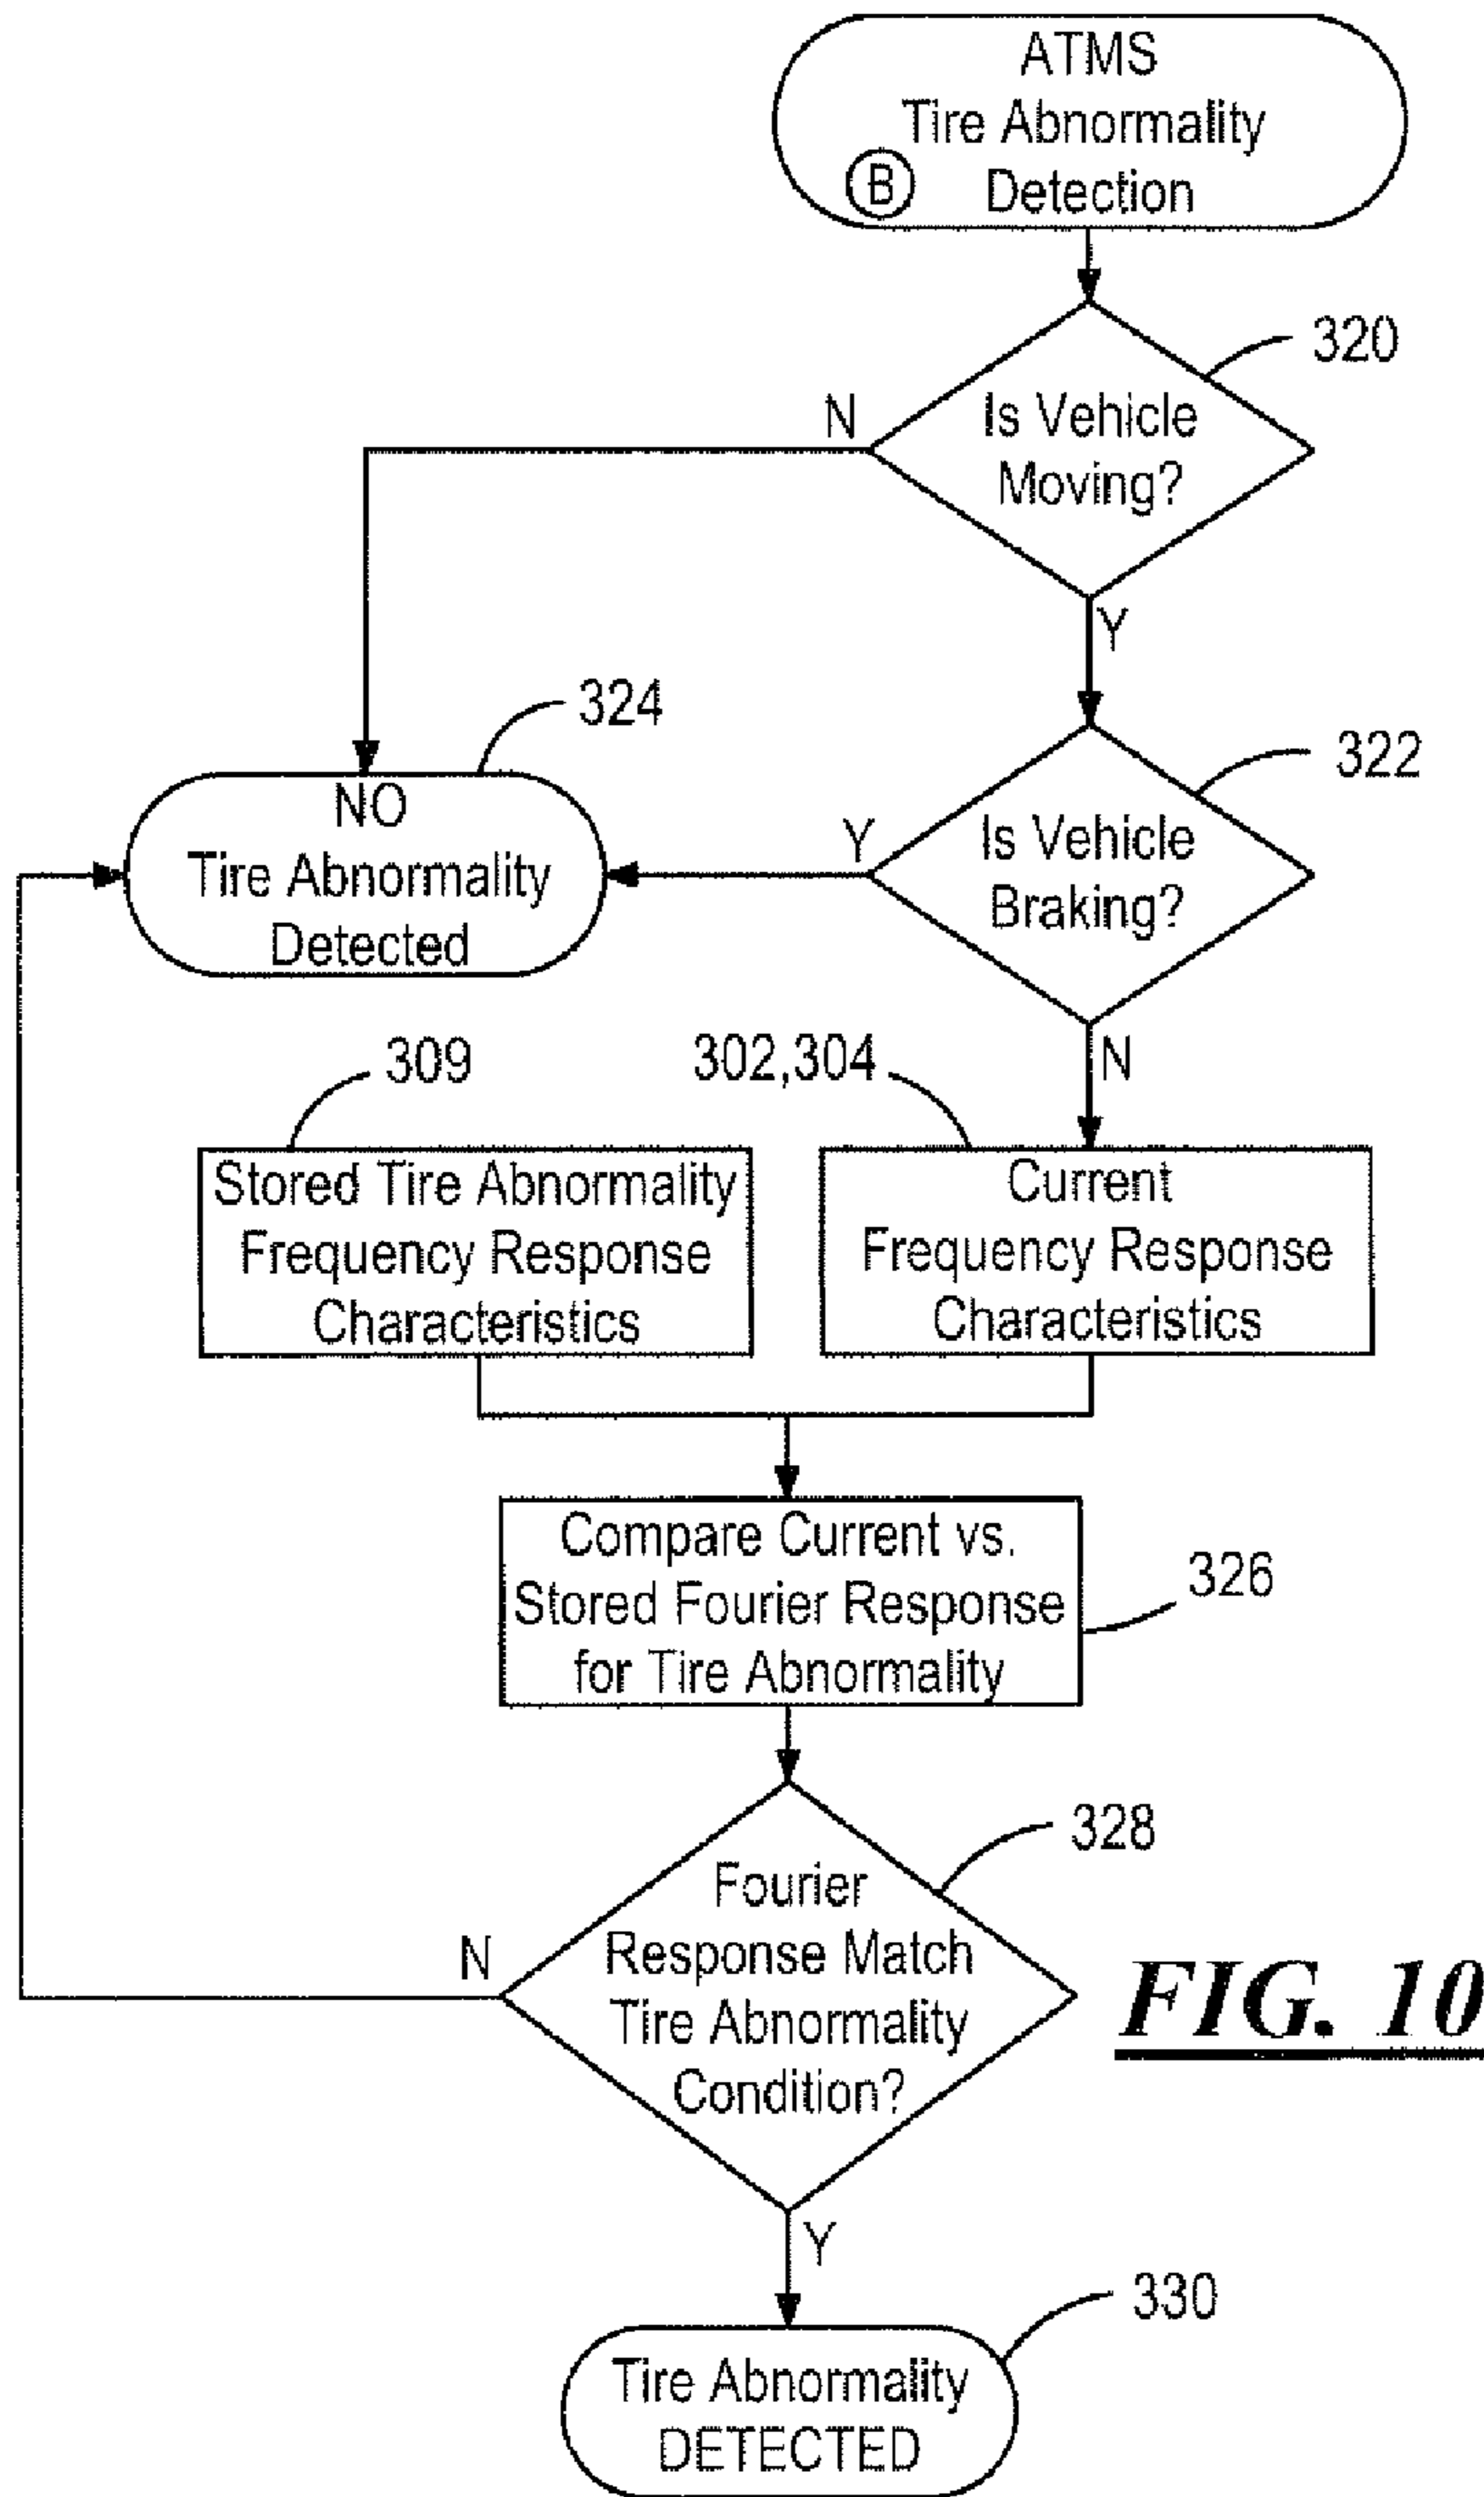 ATMS
Tire Abnormality
B Detection
320
N
Is Vehicle
Moving?
Y
324
322
NO
Tire Abnormality
Detected
Y
Is Vehicle
Braking?
N
309
302,304
Stored Tire Abnormality
Frequency Response
Characteristics
Current
Frequency Response
Characteristics
Compare Current vs.
Stored Fourier Response
for Tire Abnormality
326
328
N
Fourier
Response Match
Tire Abnormality
Condition?
FIG. 10
Y
330
Tire Abnormality
DETECTED